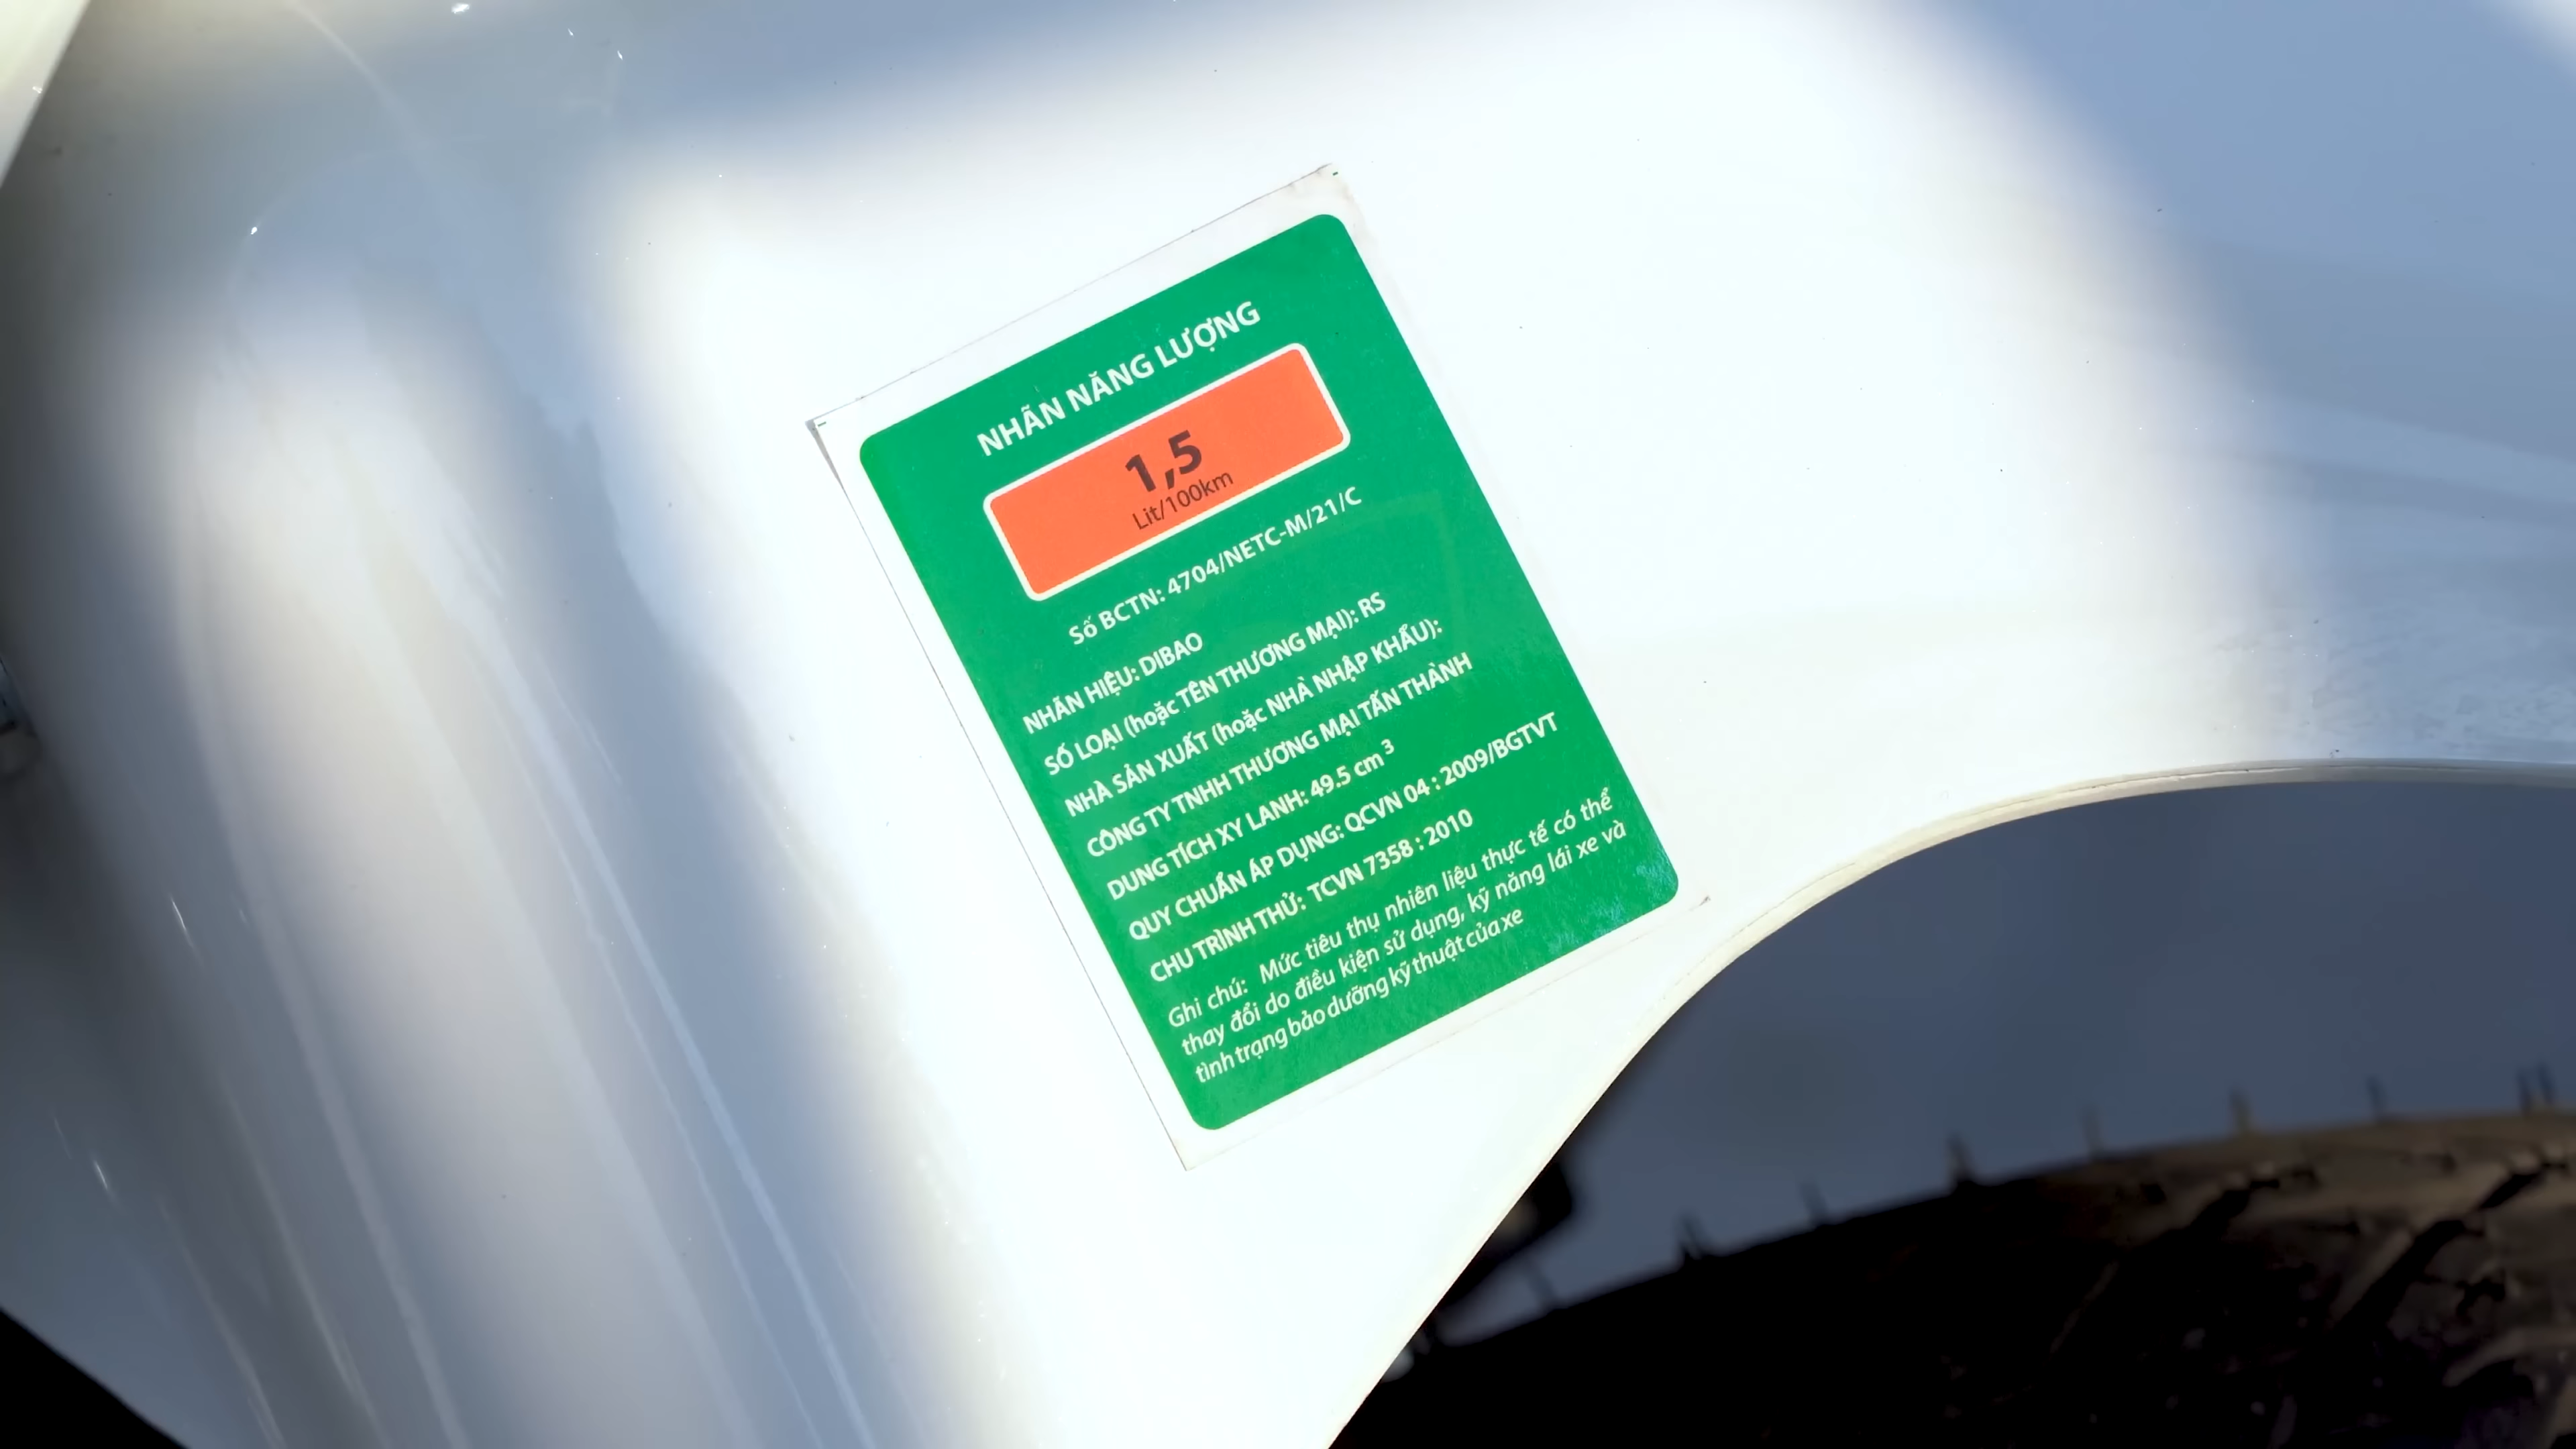 NHÃN NĂNG LƯỢNG
1,5
Lit/100km
Số BCTN: 4704/NETC-M/21/C
NHÃN HIỆU: DIBAO
SỐ LOẠI (hoặc TÊN THƯƠNG MẠI): RS
NHÀ SẢN XUẤT (hoặc NHÀ NHẬP KHẨU):
CÔNG TY TNHH THƯƠNG MẠI TẤN THÀNH
DUNG TÍCH XY LANH: 49.5 cm³
QUY CHUẨN ÁP DỤNG: QCVN 04 : 2009/BGTVT
CHU TRÌNH THỬ: TCVN 7358 : 2010
Ghi chú: Mức tiêu thụ nhiên liệu thực tế có thể
thay đổi do điều kiện sử dụng, kỹ năng lái xe và
tình trạng bảo dưỡng kỹ thuật của xe